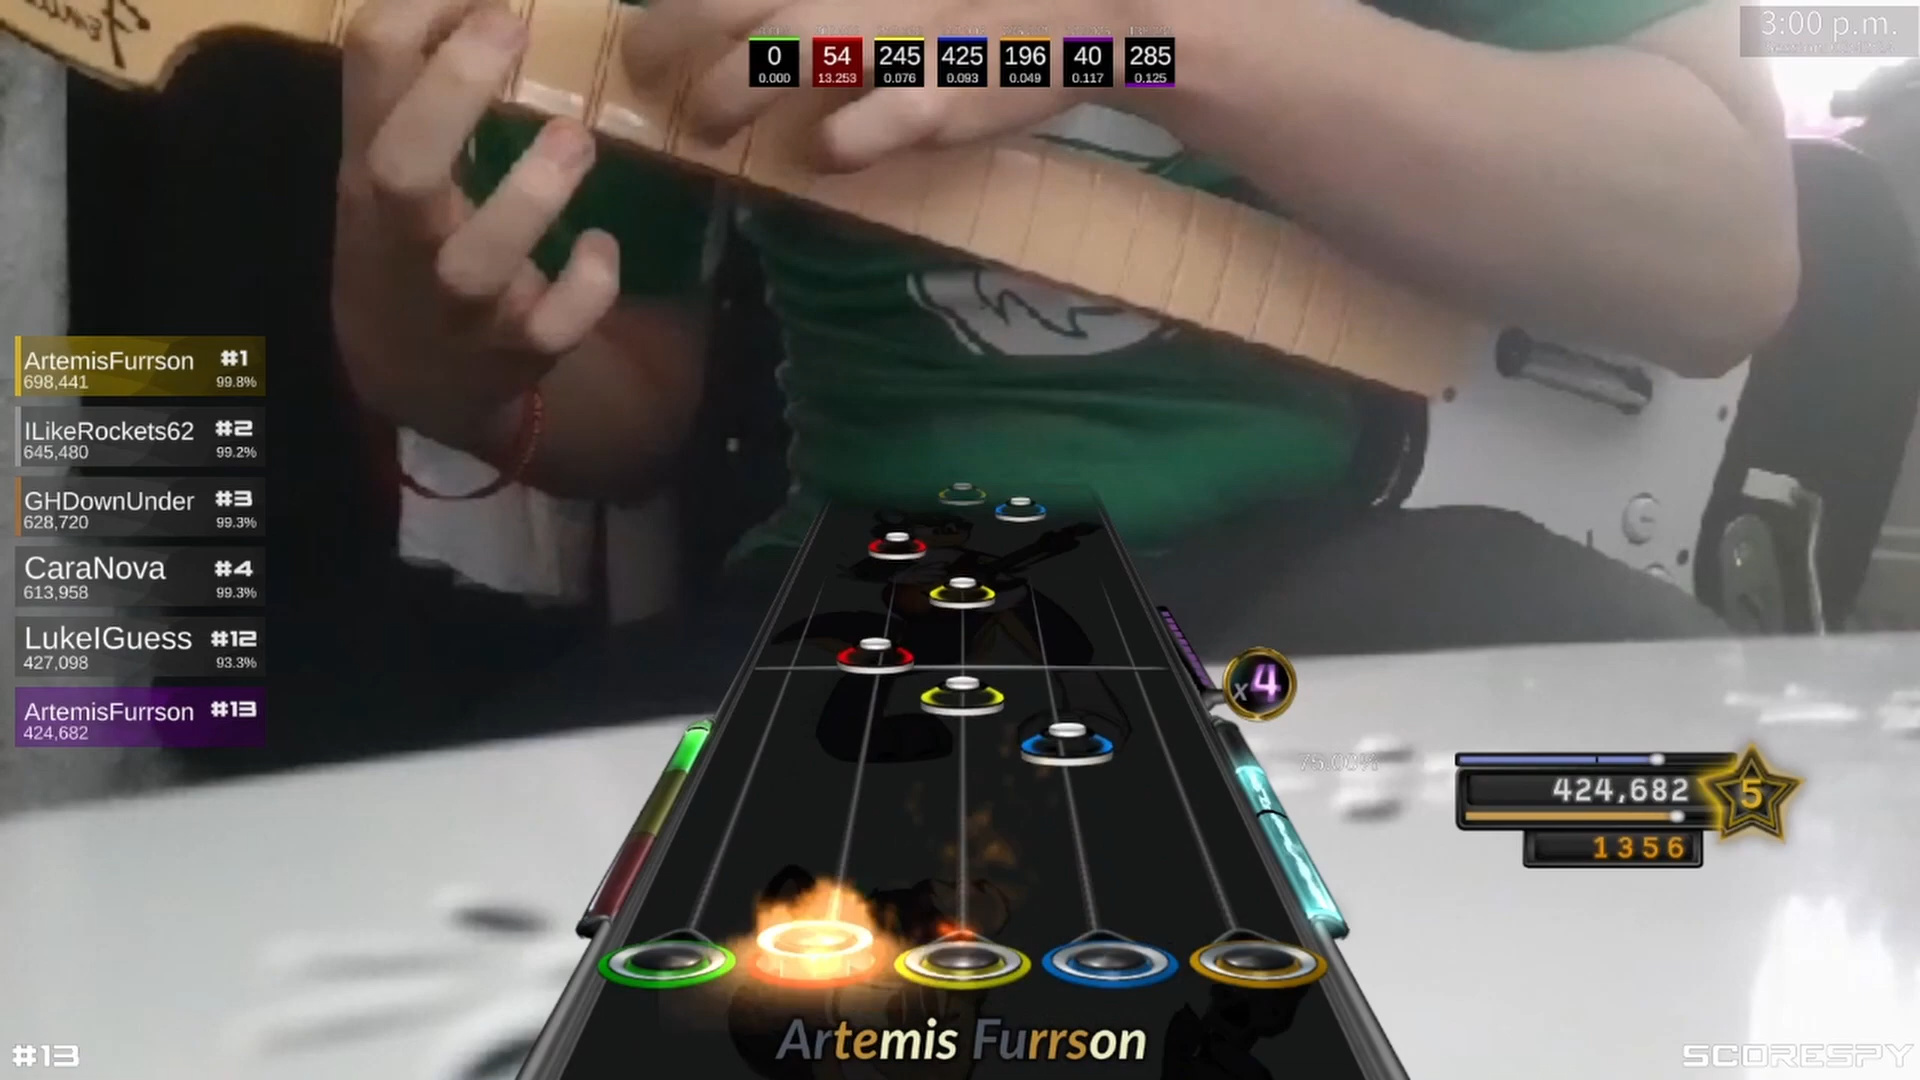 3:00 p.m.
0 54 245 425 196 40 285
0.000 13.253 0.076 0.093 0.049 0.117 0.125
ArtemisFurrson #1
698,441 99.8%
ILikeRockets62 #2
645,480 99.2%
GHDownUnder #3
628,720 99.3%
CaraNova #4
613,958 99.3%
LukeIGuess #12
427,098 93.3%
ArtemisFurrson #13
424,682
x4
75.00%
424,682 5
1356
Artemis Furrson
#13
SCORESPY